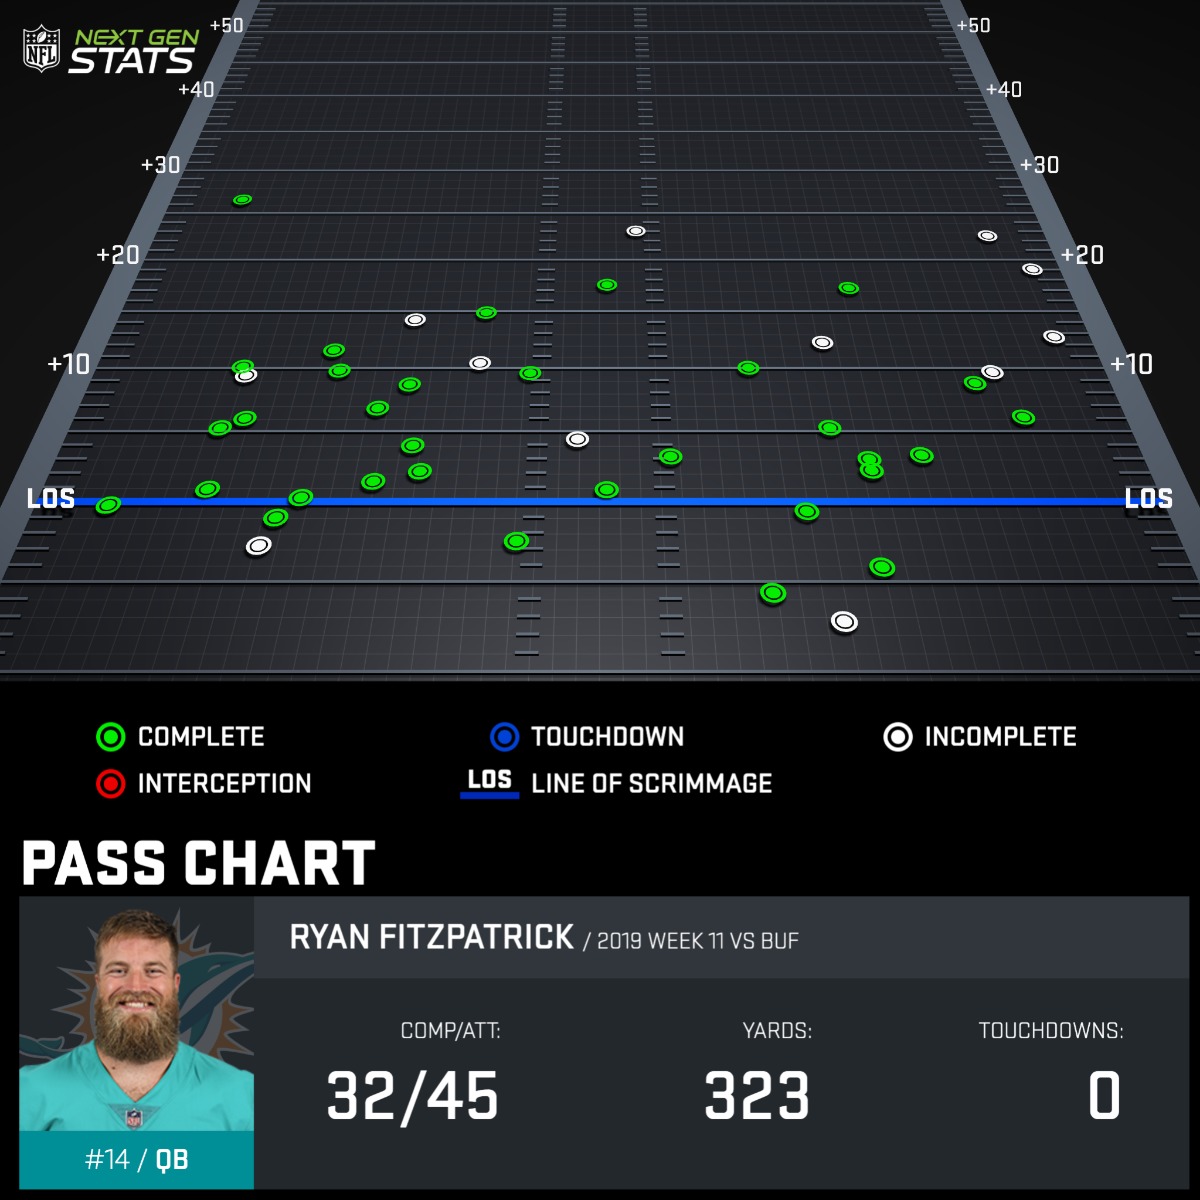 NFL NEXT GEN STATS
+50 +50
+40 +40
+30 +30
+20 +20
+10 +10
LOS LOS
COMPLETE TOUCHDOWN INCOMPLETE
INTERCEPTION LOS LINE OF SCRIMMAGE
PASS CHART
RYAN FITZPATRICK / 2019 WEEK 11 VS BUF
COMP/ATT: YARDS: TOUCHDOWNS:
32/45 323 0
#14 / QB